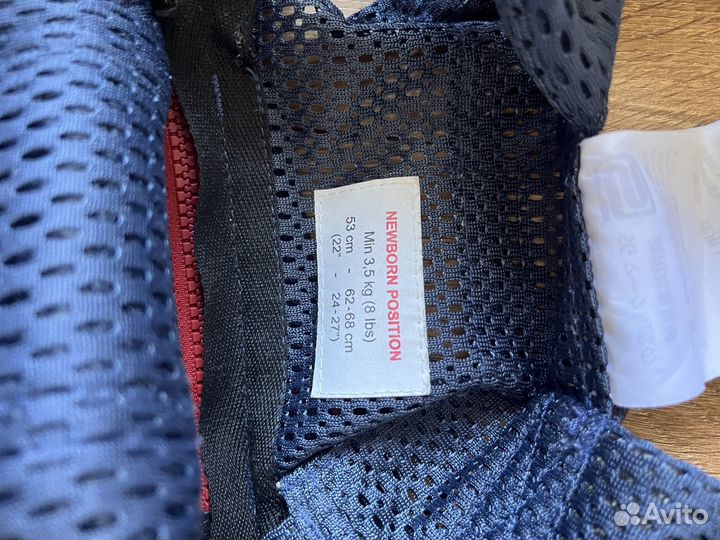 NEWBORN POSITION
Min 3,5 kg (8 lbs)
53 cm - 62-68 cm
(22" - 24-27")
Avito